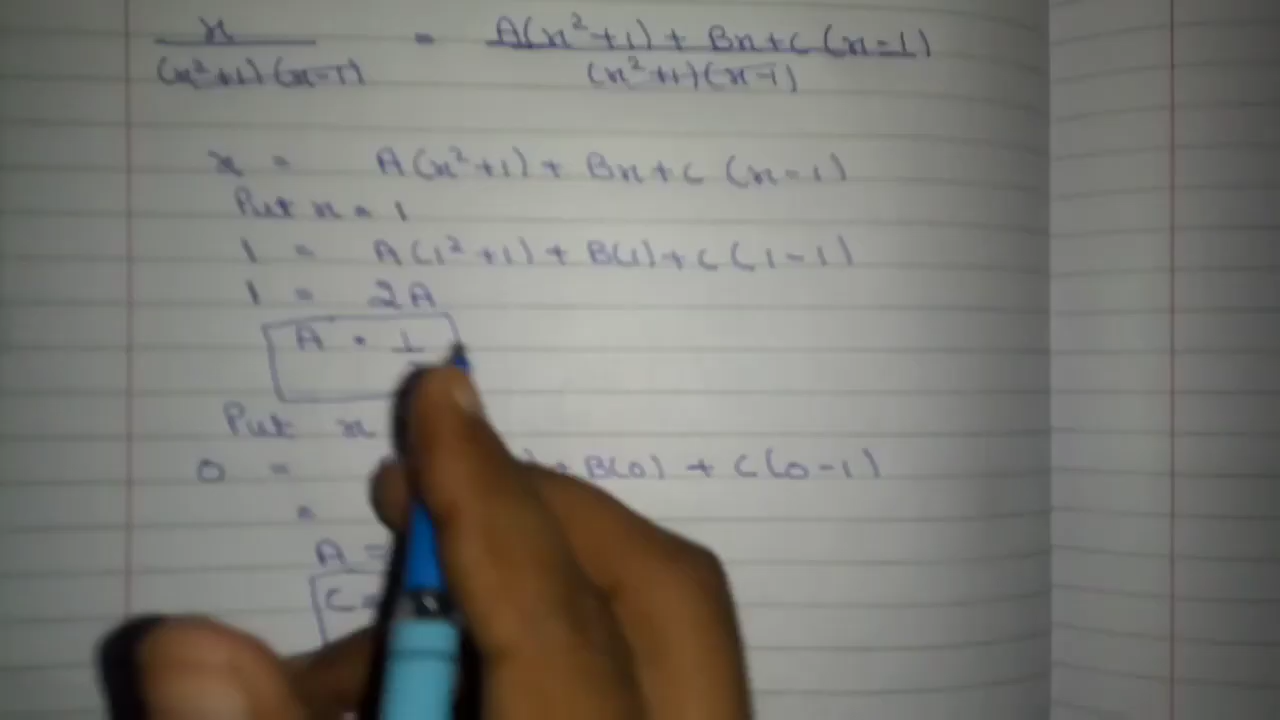 x / (x²+1)(x-1) = A(x²+1) + Bx+C (x-1) / (x²+1)(x-1)
x = A(x²+1) + Bx+C (x-1)
Put x = 1
1 = A(1²+1) + B(1)+C(1-1)
1 = 2A
A = 1
Put x
0 = + B(0) + C(0-1)
=
A =
C =